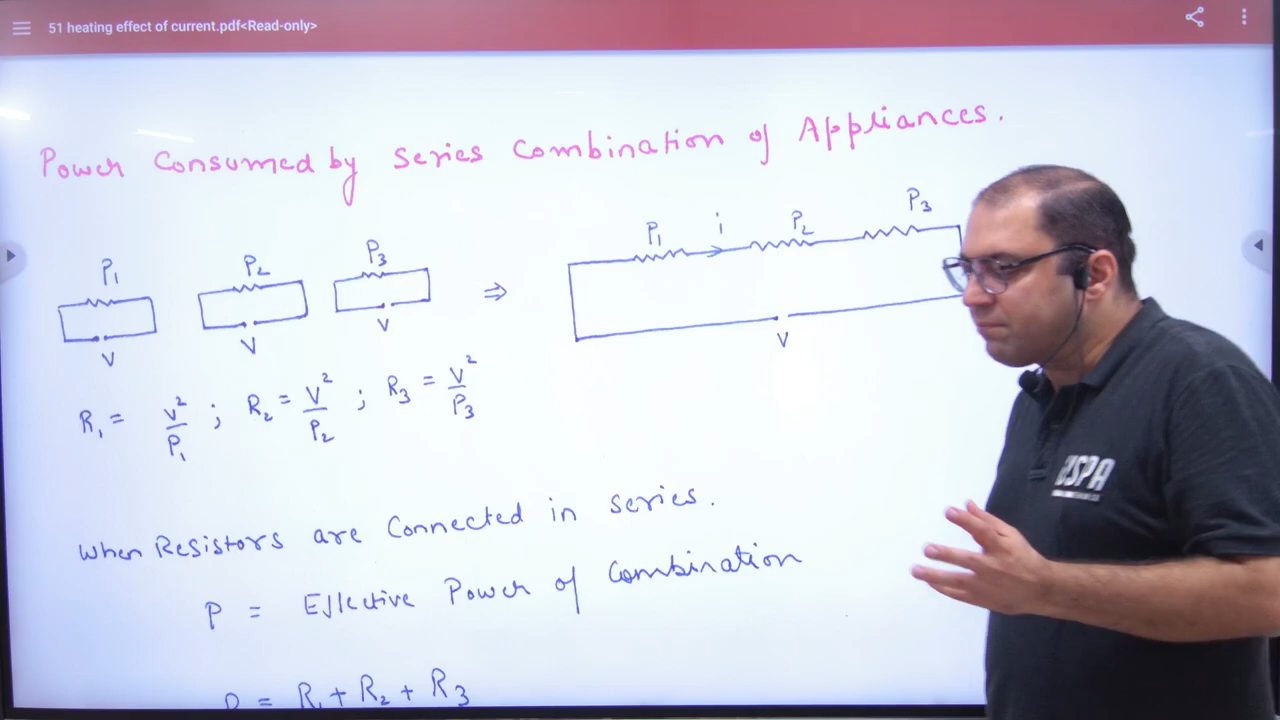 51 heating effect of current.pdf<Read-only>
Power Consumed by Series Combination of Appliances.
P₁ P₂ P₃ ⇒ P₁ i P₂ P₃
V V V V
R₁ = V²/P₁ ; R₂ = V²/P₂ ; R₃ = V²/P₃
When Resistors are Connected in series.
P = Effective Power of Combination
R = R₁ + R₂ + R₃